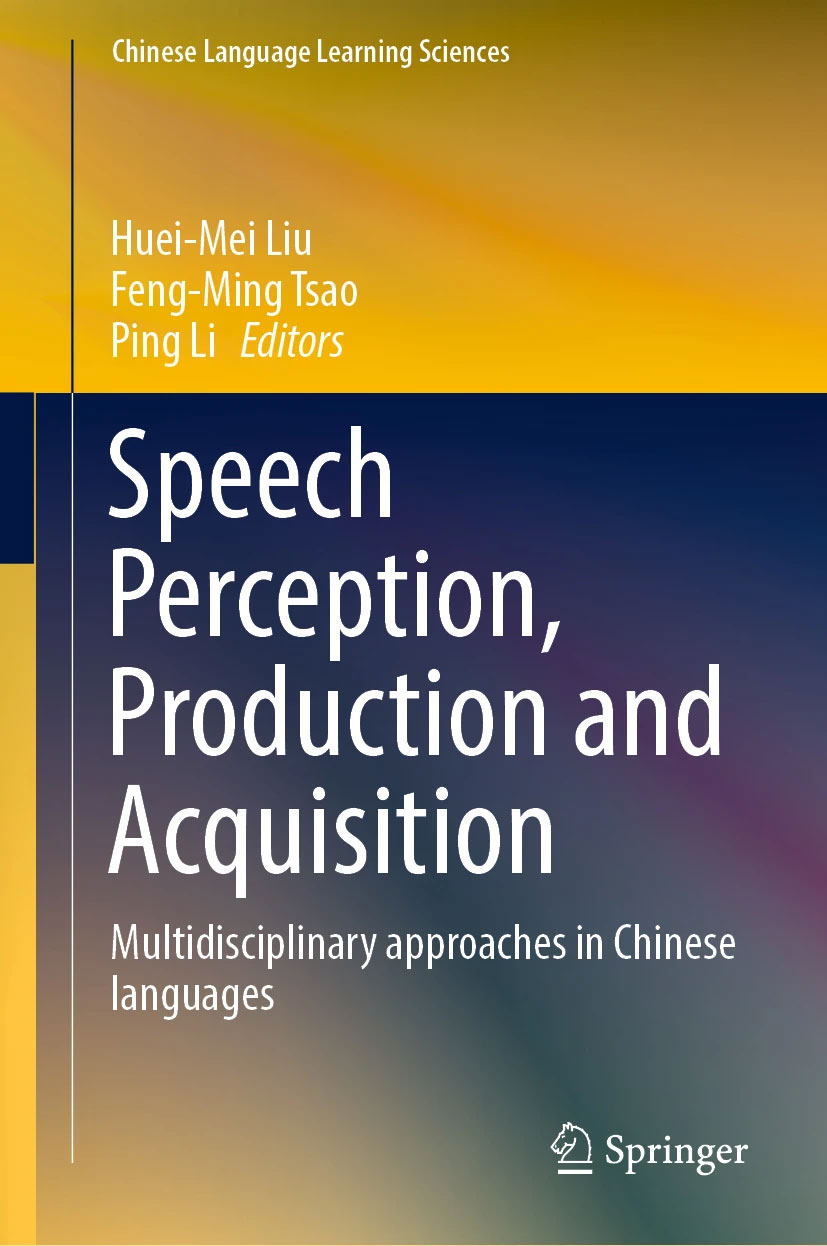 Chinese Language Learning Sciences
Huei-Mei Liu
Feng-Ming Tsao
Ping Li Editors
Speech
Perception,
Production and
Acquisition
Multidisciplinary approaches in Chinese
languages
Springer